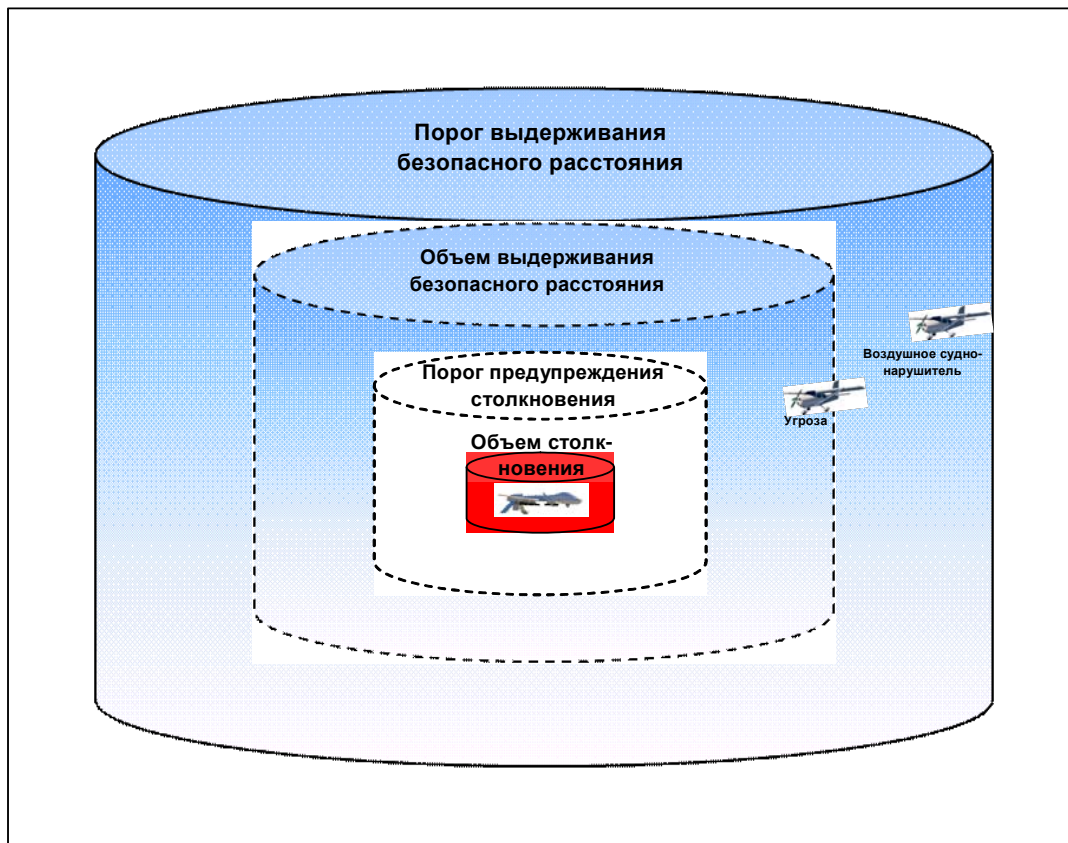 Порог выдерживания
безопасного расстояния
Объем выдерживания
безопасного расстояния
Воздушное судно-
нарушитель
Порог предупреждения
столкновения
Угроза
Объем столк-
новения